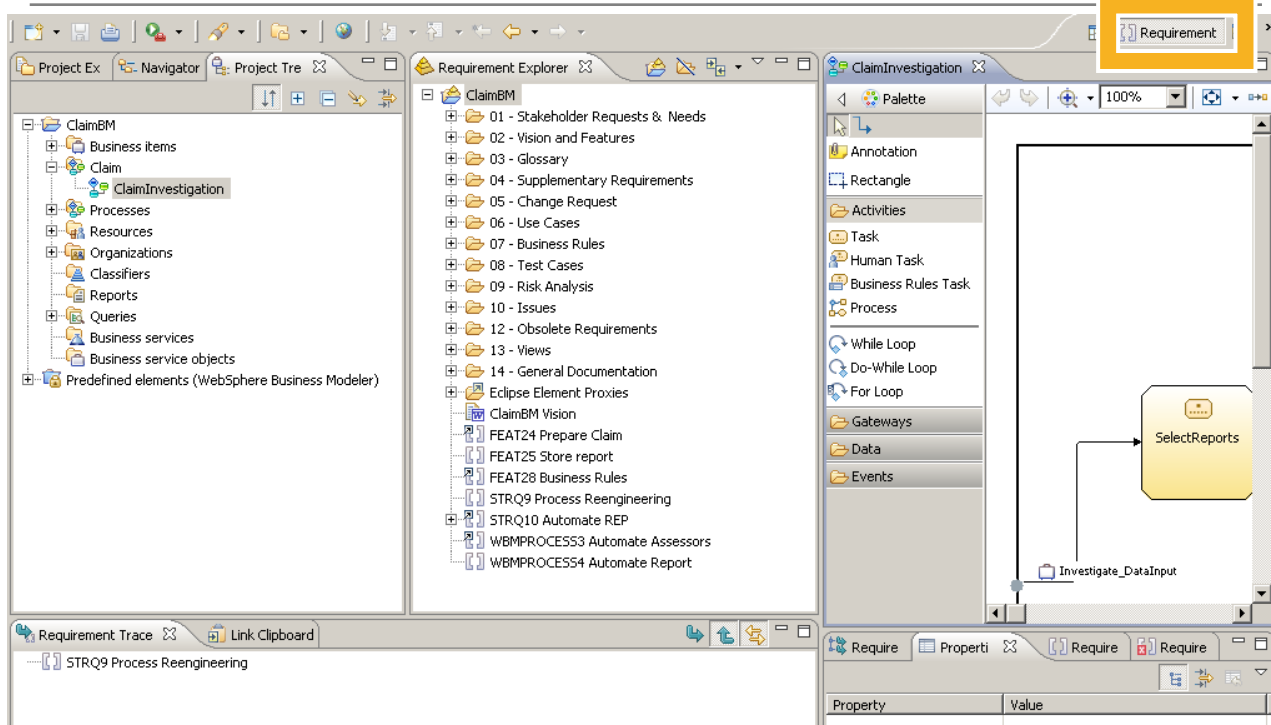 Requirement
Project Ex
Navigator
Project Tre
ClaimBM
Business items
Claim
ClaimInvestigation
Processes
Resources
Organizations
Classifiers
Reports
Queries
Business services
Business service objects
Predefined elements (WebSphere Business Modeler)
Requirement Explorer
ClaimBM
01 - Stakeholder Requests & Needs
02 - Vision and Features
03 - Glossary
04 - Supplementary Requirements
05 - Change Request
06 - Use Cases
07 - Business Rules
08 - Test Cases
09 - Risk Analysis
10 - Issues
12 - Obsolete Requirements
13 - Views
14 - General Documentation
Eclipse Element Proxies
ClaimBM Vision
FEAT24 Prepare Claim
FEAT25 Store report
FEAT28 Business Rules
STRQ9 Process Reengineering
STRQ10 Automate REP
WBMPROCESS3 Automate Assessors
WBMPROCESS4 Automate Report
ClaimInvestigation
Palette
100%
Annotation
Rectangle
Activities
Task
Human Task
Business Rules Task
Process
While Loop
Do-While Loop
For Loop
Gateways
Data
Events
SelectReports
Investigate_DataInput
Requirement Trace
Link Clipboard
STRQ9 Process Reengineering
Require
Properti
Require
Require
Property
Value